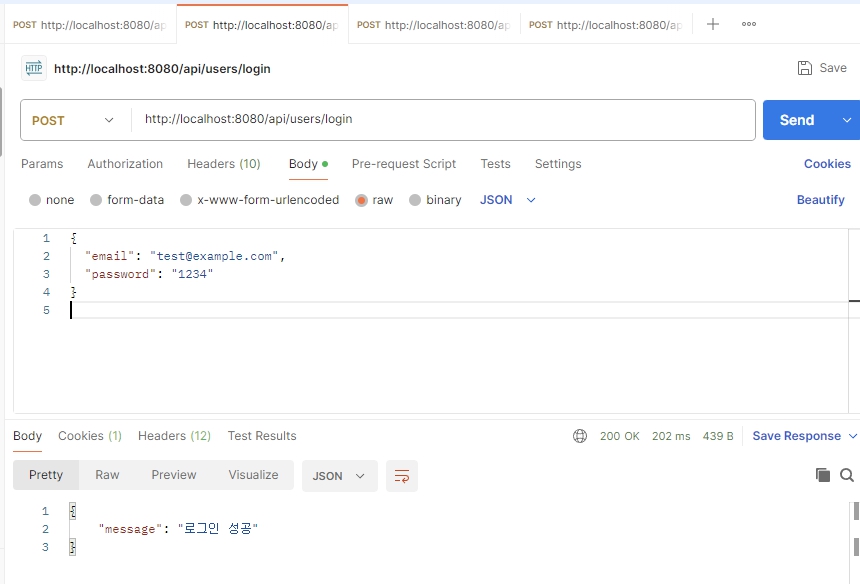 POST http://localhost:8080/ap POST http://localhost:8080/ap POST http://localhost:8080/ap POST http://localhost:8080/ap
HTTP http://localhost:8080/api/users/login Save
POST http://localhost:8080/api/users/login Send
Params Authorization Headers (10) Body Pre-request Script Tests Settings Cookies
none form-data x-www-form-urlencoded raw binary JSON Beautify
1 {
2 "email": "test@example.com",
3 "password": "1234"
4 }
5
Body Cookies (1) Headers (12) Test Results 200 OK 202 ms 439 B Save Response
Pretty Raw Preview Visualize JSON
1 {
2 "message": "로그인 성공"
3 }